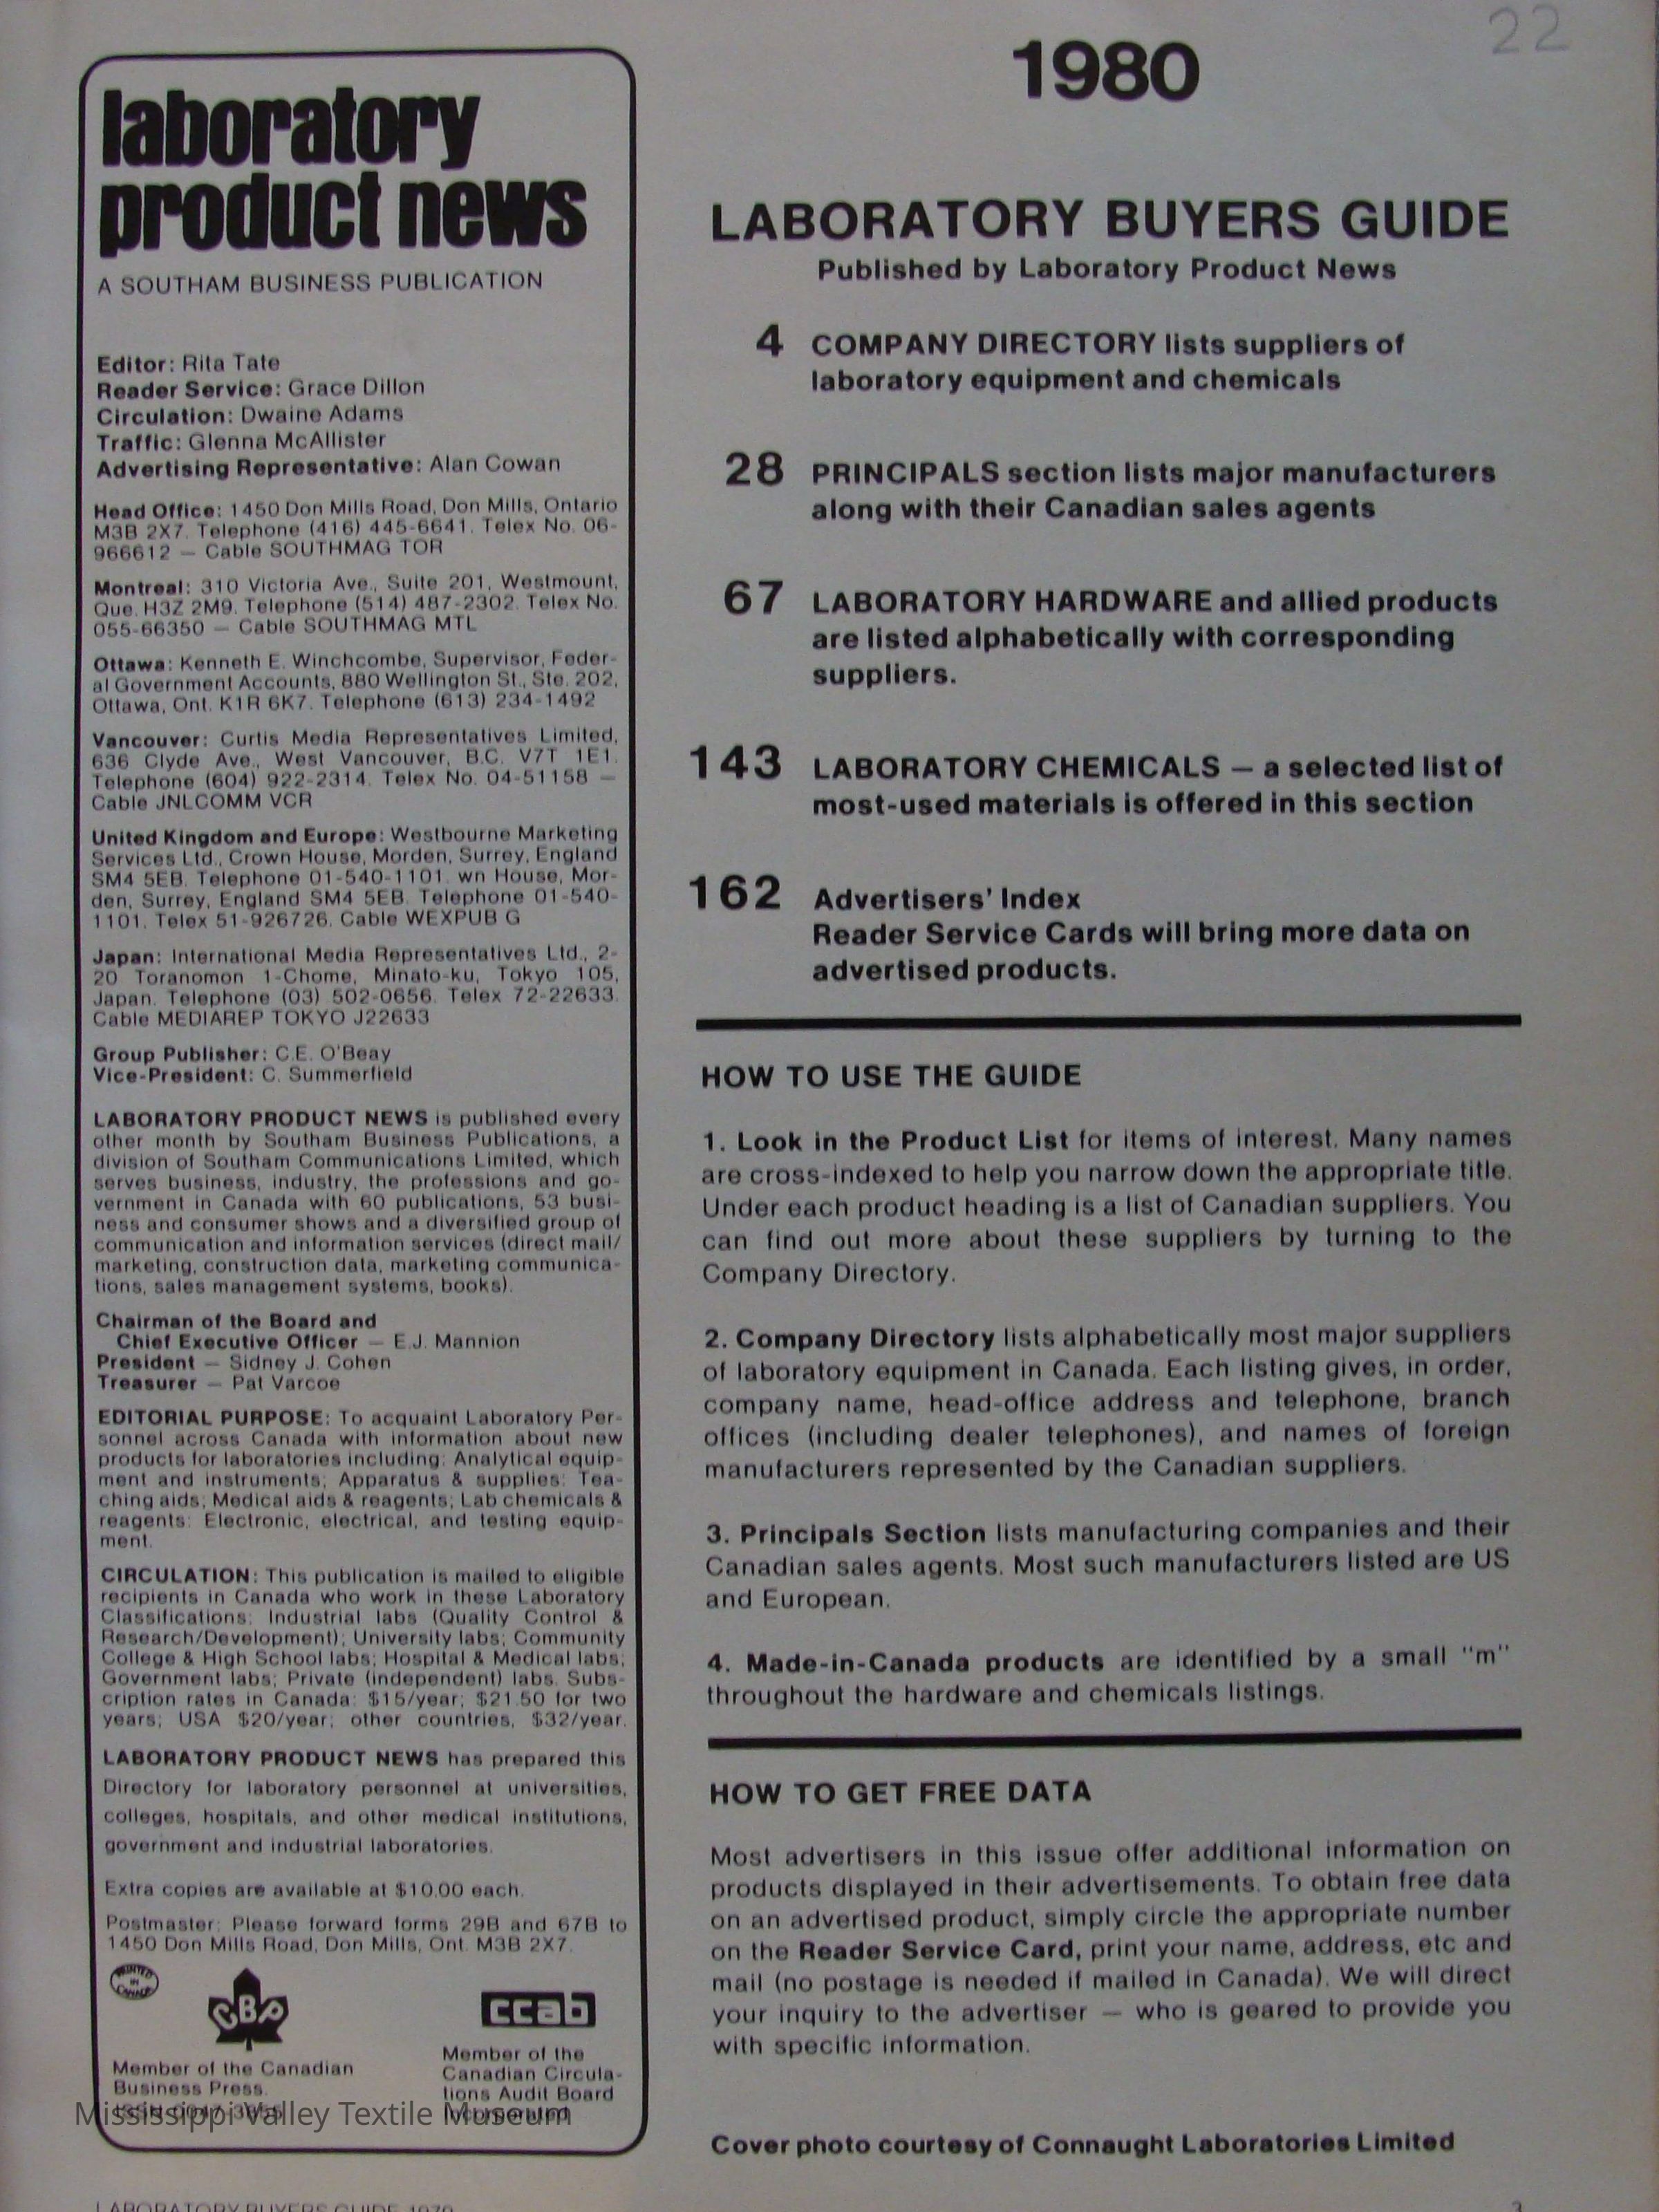 22
laboratory
product news
A SOUTHAM BUSINESS PUBLICATION
Editor: Rita Tate
Reader Service: Grace Dillon
Circulation: Dwaine Adams
Traffic: Glenna McAllister
Advertising Representative: Alan Cowan
Head Office: 1450 Don Mills Road, Don Mills, Ontario
M3B 2X7. Telephone (416) 445-6641. Telex No. 06-
966612 — Cable SOUTHMAG TOR
Montreal: 310 Victoria Ave., Suite 201, Westmount,
Que. H3Z 2M9. Telephone (514) 487-2302. Telex No.
055-66350 — Cable SOUTHMAG MTL
Ottawa: Kenneth E. Winchcombe, Supervisor, Feder-
al Government Accounts, 880 Wellington St., Ste. 202,
Ottawa, Ont. K1R 6K7. Telephone (613) 234-1492
Vancouver: Curtis Media Representatives Limited,
636 Clyde Ave., West Vancouver, B.C. V7T 1E1.
Telephone (604) 922-2314. Telex No. 04-51158 —
Cable JNLCOMM VCR
United Kingdom and Europe: Westbourne Marketing
Services Ltd., Crown House, Morden, Surrey, England
SM4 5EB. Telephone 01-540-1101. wn House, Mor-
den, Surrey, England SM4 5EB. Telephone 01-540-
1101. Telex 51-926726, Cable WEXPUB G
Japan: International Media Representatives Ltd., 2-
20 Toranomon 1-Chome, Minato-ku, Tokyo 105,
Japan. Telephone (03) 502-0656. Telex 72-22633.
Cable MEDIAREP TOKYO J22633
Group Publisher: C.E. O'Beay
Vice-President: C. Summerfield
LABORATORY PRODUCT NEWS is published every
other month by Southam Business Publications, a
division of Southam Communications Limited, which
serves business, industry, the professions and go-
vernment in Canada with 60 publications, 53 busi-
ness and consumer shows and a diversified group of
communication and information services (direct mail/
marketing, construction data, marketing communica-
tions, sales management systems, books).
Chairman of the Board and
Chief Executive Officer — E.J. Mannion
President — Sidney J. Cohen
Treasurer — Pat Varcoe
EDITORIAL PURPOSE: To acquaint Laboratory Per-
sonnel across Canada with information about new
products for laboratories including: Analytical equip-
ment and instruments; Apparatus & supplies; Tea-
ching aids; Medical aids & reagents; Lab chemicals &
reagents: Electronic, electrical, and testing equip-
ment.
CIRCULATION: This publication is mailed to eligible
recipients in Canada who work in these Laboratory
Classifications: Industrial labs (Quality Control &
Research/Development); University labs; Community
College & High School labs; Hospital & Medical labs;
Government labs; Private (independent) labs. Subs-
cription rates in Canada: $15/year; $21.50 for two
years; USA $20/year; other countries, $32/year.
LABORATORY PRODUCT NEWS has prepared this
Directory for laboratory personnel at universities,
colleges, hospitals, and other medical institutions,
government and industrial laboratories.
Extra copies are available at $10.00 each.
Postmaster: Please forward forms 29B and 67B to
1450 Don Mills Road, Don Mills, Ont. M3B 2X7.
PRINTED
IN
CANADA
CBP
ccab
Member of the Canadian
Business Press.
Member of the
Canadian Circula-
tions Audit Board
Mississippi Valley Textile Museum
1980
LABORATORY BUYERS GUIDE
Published by Laboratory Product News
4 COMPANY DIRECTORY lists suppliers of
laboratory equipment and chemicals
28 PRINCIPALS section lists major manufacturers
along with their Canadian sales agents
67 LABORATORY HARDWARE and allied products
are listed alphabetically with corresponding
suppliers.
143 LABORATORY CHEMICALS — a selected list of
most-used materials is offered in this section
162 Advertisers' Index
Reader Service Cards will bring more data on
advertised products.
HOW TO USE THE GUIDE
1. Look in the Product List for items of interest. Many names
are cross-indexed to help you narrow down the appropriate title.
Under each product heading is a list of Canadian suppliers. You
can find out more about these suppliers by turning to the
Company Directory.
2. Company Directory lists alphabetically most major suppliers
of laboratory equipment in Canada. Each listing gives, in order,
company name, head-office address and telephone, branch
offices (including dealer telephones), and names of foreign
manufacturers represented by the Canadian suppliers.
3. Principals Section lists manufacturing companies and their
Canadian sales agents. Most such manufacturers listed are US
and European.
4. Made-in-Canada products are identified by a small "m"
throughout the hardware and chemicals listings.
HOW TO GET FREE DATA
Most advertisers in this issue offer additional information on
products displayed in their advertisements. To obtain free data
on an advertised product, simply circle the appropriate number
on the Reader Service Card, print your name, address, etc and
mail (no postage is needed if mailed in Canada). We will direct
your inquiry to the advertiser — who is geared to provide you
with specific information.
Cover photo courtesy of Connaught Laboratories Limited
LABORATORY BUYERS GUIDE 1979
3